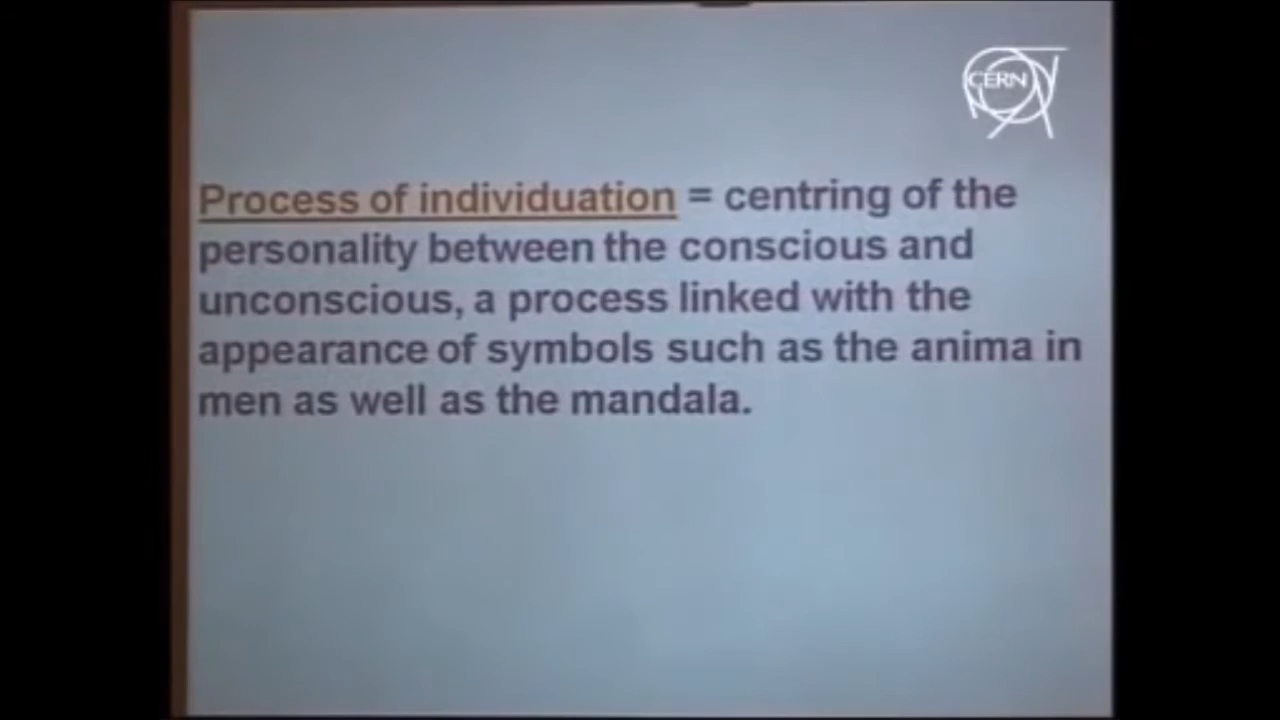 CERN
Process of individuation = centring of the
personality between the conscious and
unconscious, a process linked with the
appearance of symbols such as the anima in
men as well as the mandala.